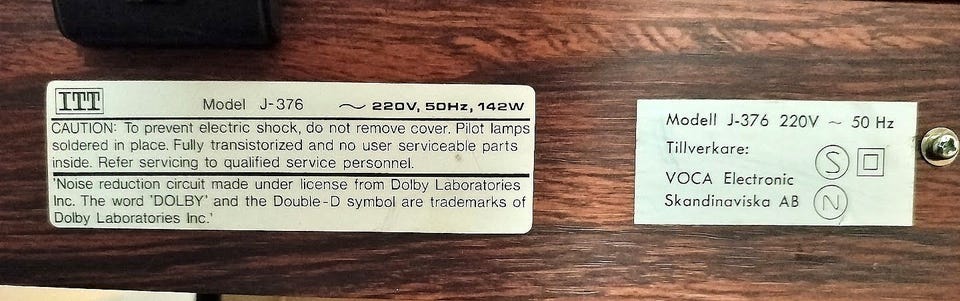 ITT Model J-376 ~ 220V, 50Hz, 142W
CAUTION: To prevent electric shock, do not remove cover. Pilot lamps
soldered in place. Fully transistorized and no user serviceable parts
inside. Refer servicing to qualified service personnel.
'Noise reduction circuit made under license from Dolby Laboratories
Inc. The word 'DOLBY' and the Double-D symbol are trademarks of
Dolby Laboratories Inc.'
Modell J-376 220V ~ 50 Hz
Tillverkare:
S
VOCA Electronic
Skandinaviska AB
N